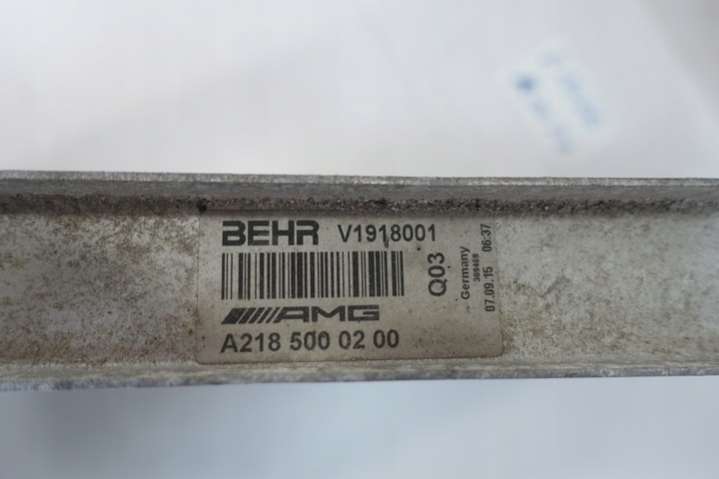 BEHR V1918001
Q03
Germany
07.09.15 06:37
AMG
A218 500 02 00